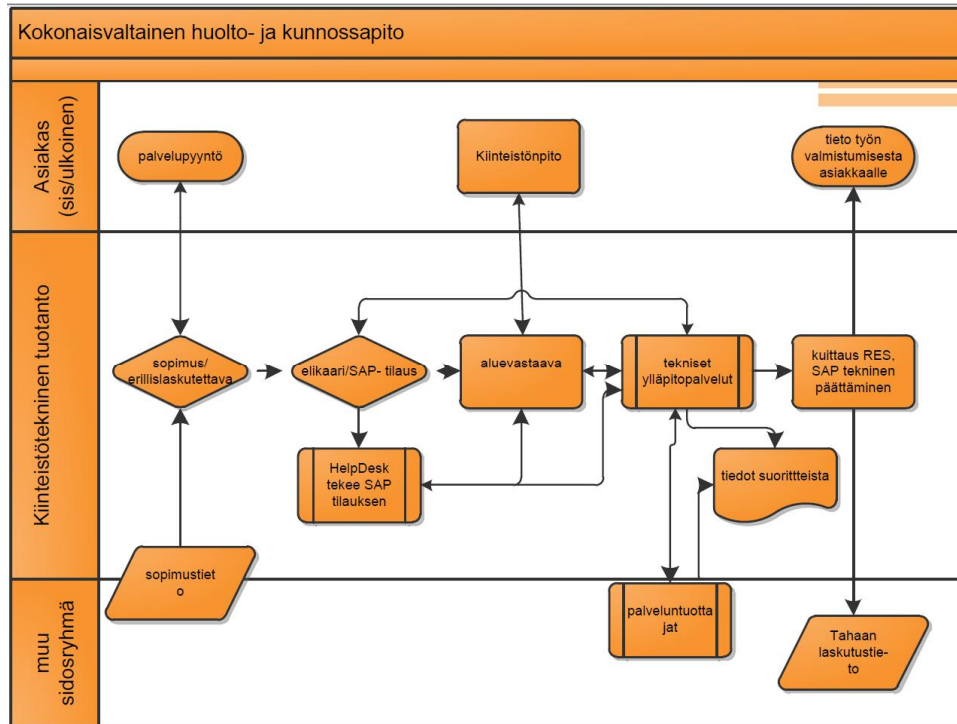 Kokonaisvaltainen huolto- ja kunnossapito
Asiakas
(sis/ulkoinen)
palvelupyyntö
Kiinteistönpito
tieto työn
valmistumisesta
asiakkaalle
Kiinteistötekninen tuotanto
sopimus/
erillislaskutettava
elikaari/SAP- tilaus
aluevastaava
tekniset
ylläpitopalvelut
kuittaus RES,
SAP tekninen
päättäminen
HelpDesk
tekee SAP
tilauksen
tiedot suorittteista
sopimustiet
o
muu
sidosryhmä
palveluntuotta
jat
Tahaan
laskutustie-
to